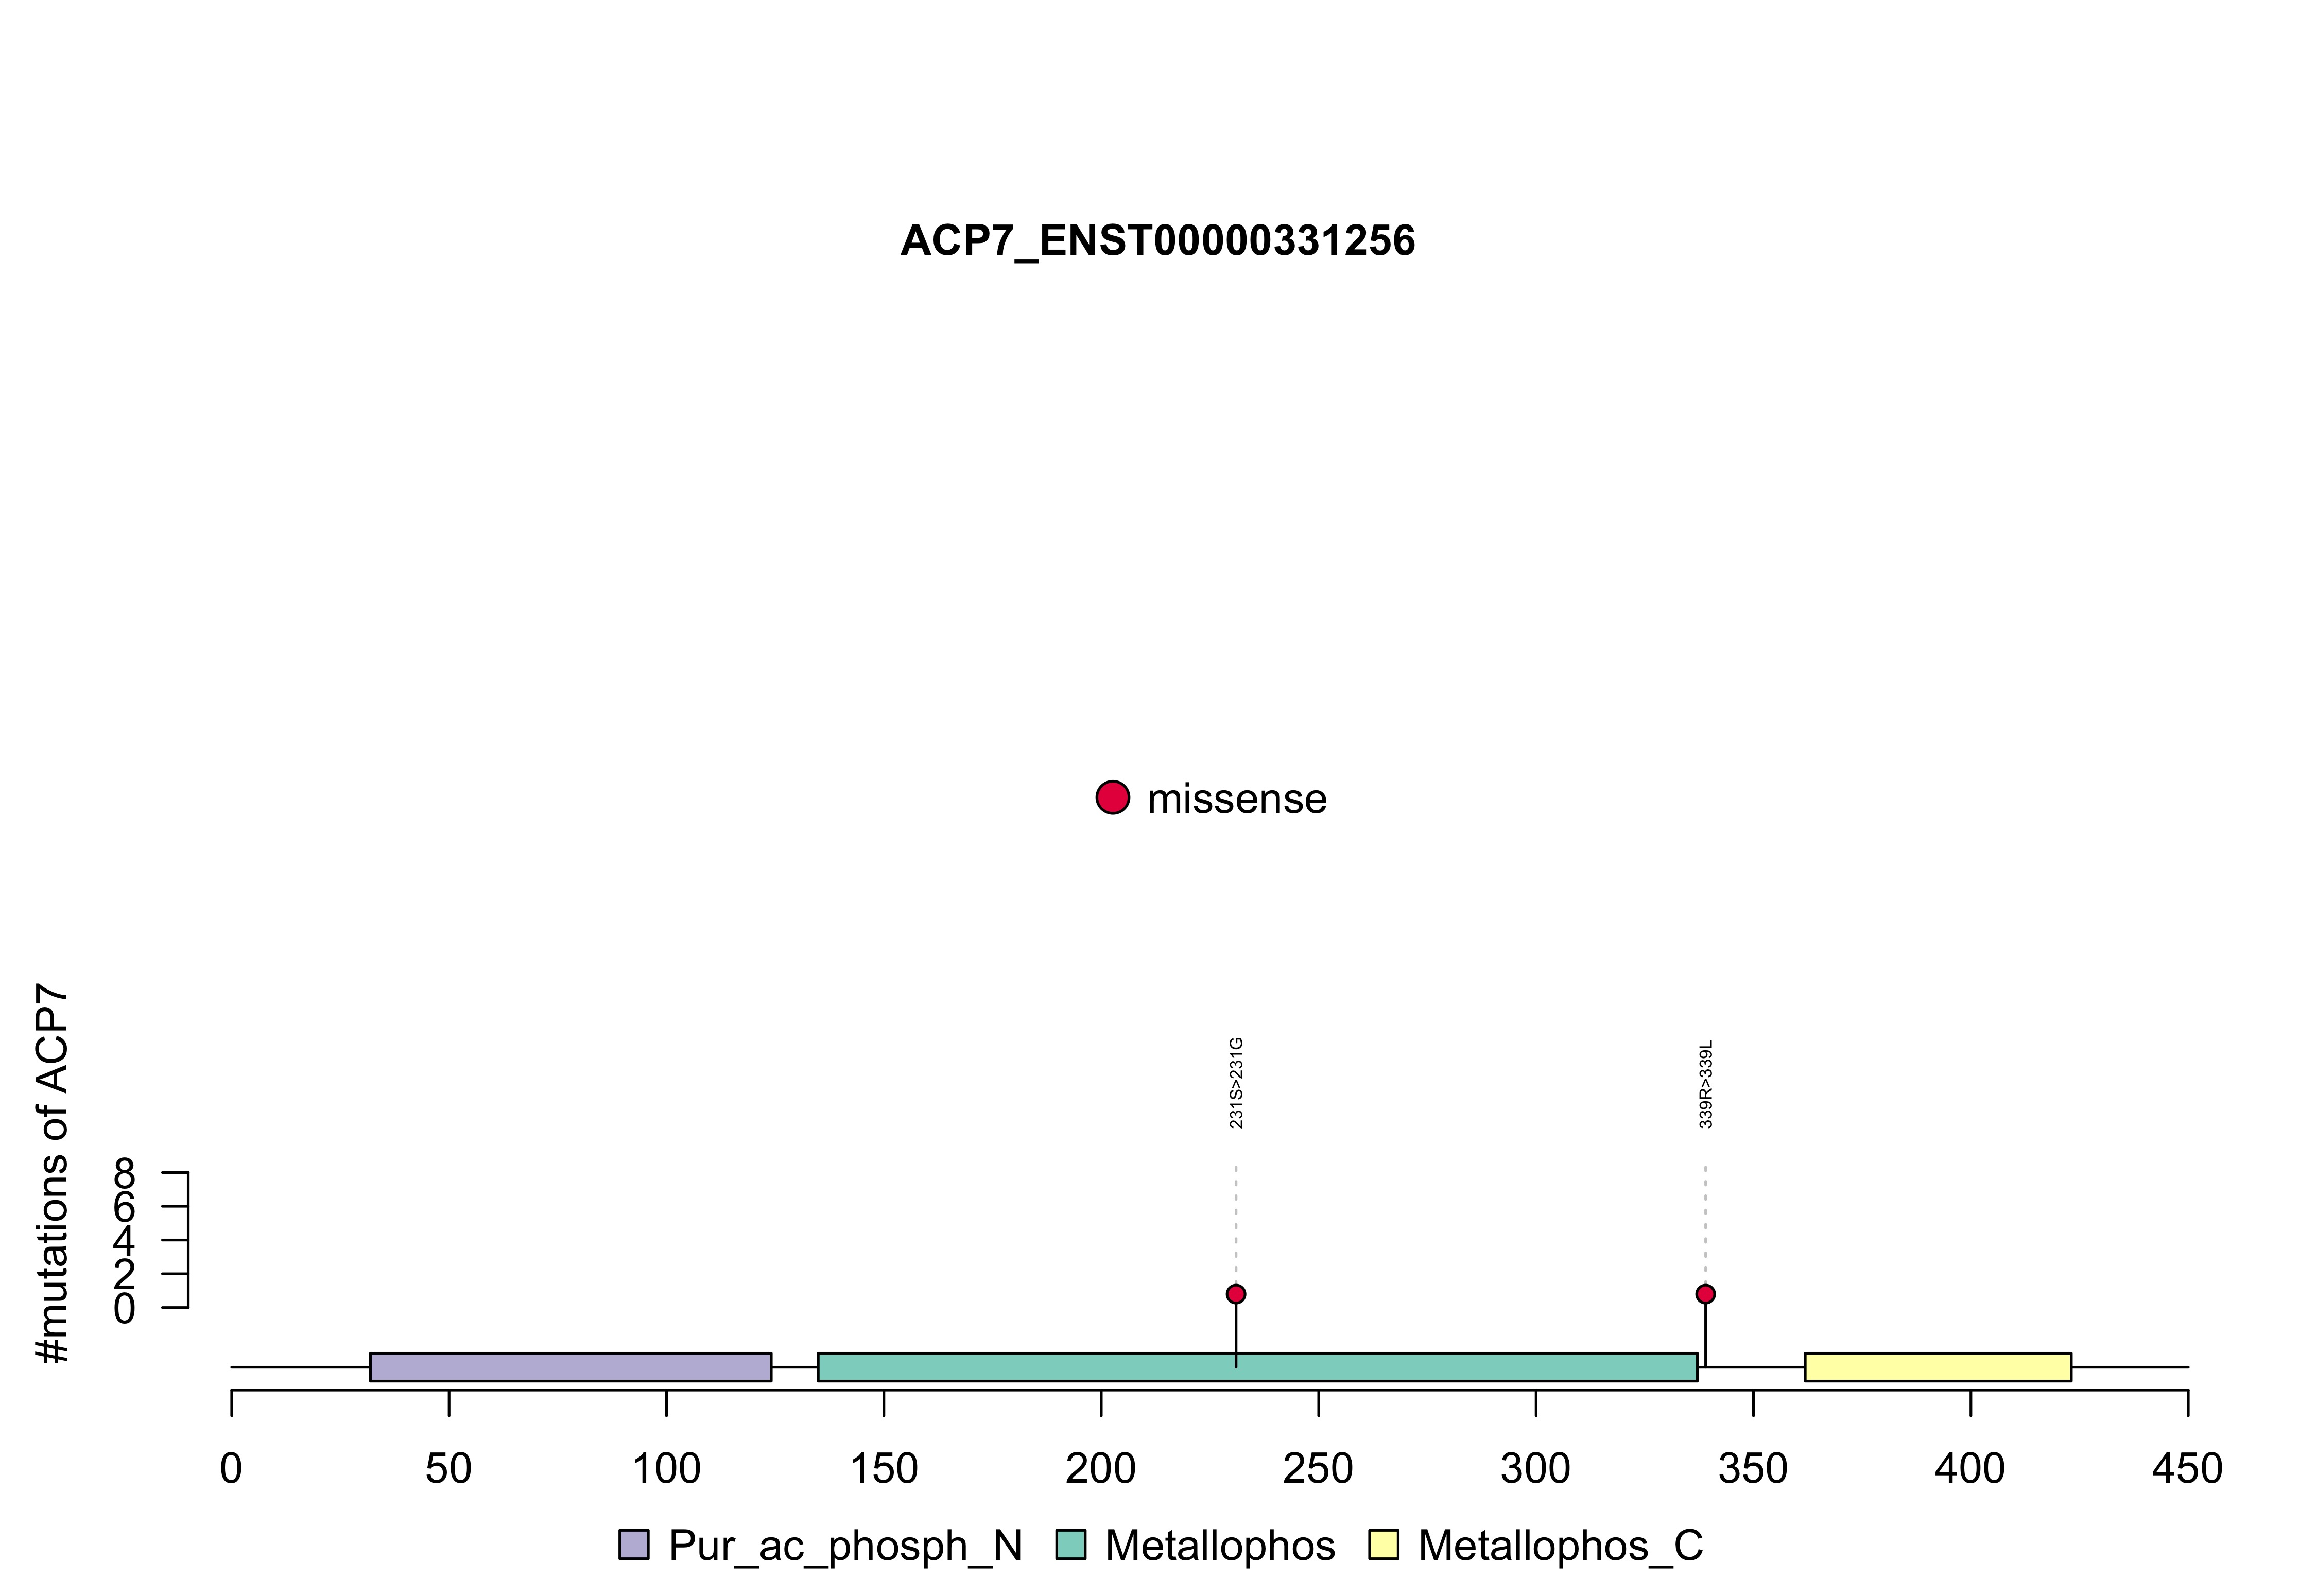 ACP7_ENST00000331256
missense
#mutations of ACP7
231S>231G
339R>339L
8
6
4
2
0
0 50 100 150 200 250 300 350 400 450
Pur_ac_phosph_N Metallophos Metallophos_C